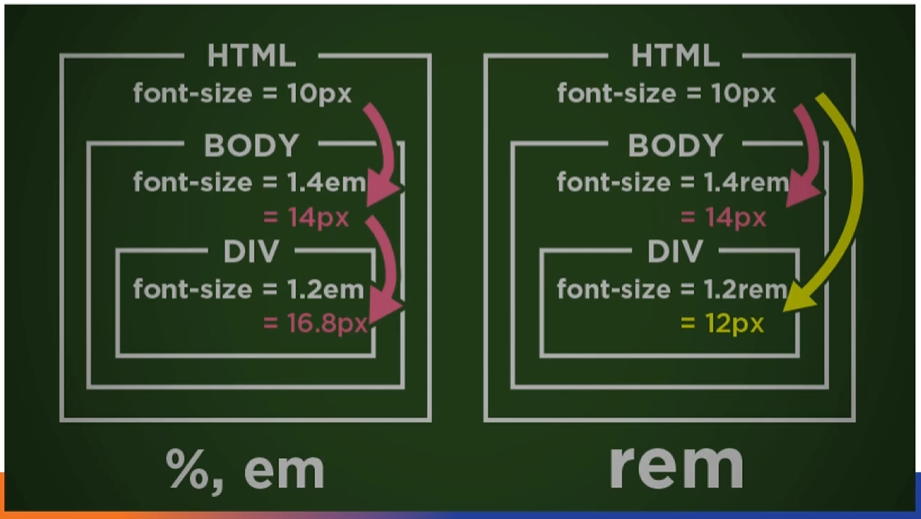 HTML
font-size = 10px
BODY
font-size = 1.4em
= 14px
DIV
font-size = 1.2em
= 16.8px
%, em
HTML
font-size = 10px
BODY
font-size = 1.4rem
= 14px
DIV
font-size = 1.2rem
= 12px
rem